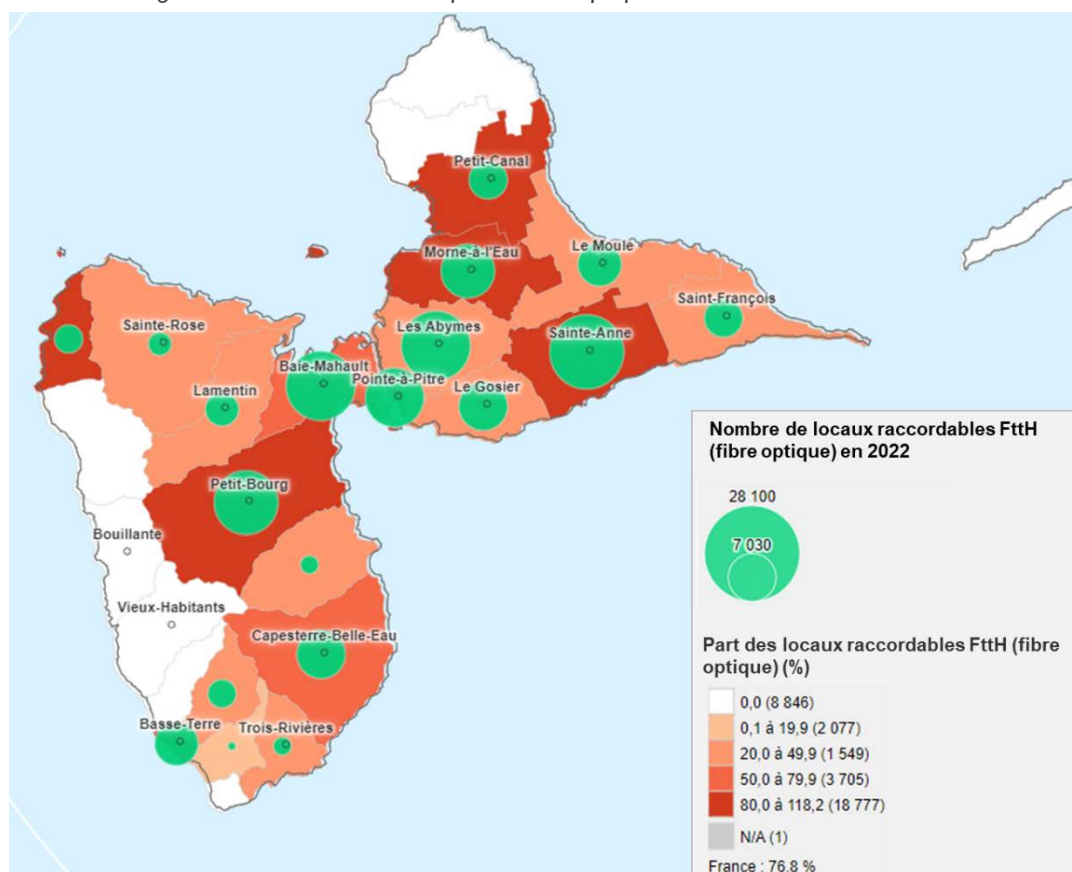 Petit-Canal
Morne-à-l'Eau
Le Moule
Saint-François
Sainte-Rose
Les Abymes
Sainte-Anne
Baie-Mahault
Pointe-à-Pitre
Lamentin
Le Gosier
Petit-Bourg
Bouillante
Vieux-Habitants
Capesterre-Belle-Eau
Basse-Terre
Trois-Rivières
Nombre de locaux raccordables FttH
(fibre optique) en 2022
28 100
7 030
Part des locaux raccordables FttH (fibre
optique) (%)
0,0 (8 846)
0,1 à 19,9 (2 077)
20,0 à 49,9 (1 549)
50,0 à 79,9 (3 705)
80,0 à 118,2 (18 777)
N/A (1)
France : 76,8 %